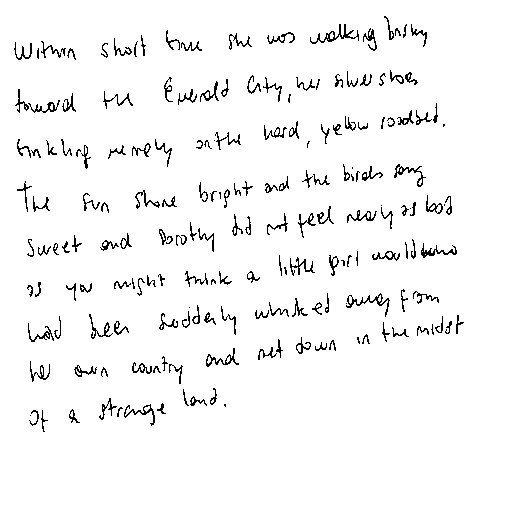 Within short time she was walking briskly
toward the Emerald City, her silver shoes
tinkling merrily on the hard, yellow roadbed.
The sun shone bright and the birds sang
sweet and Dorothy did not feel nearly as bad
as you might think a little girl would who
had been suddenly whisked away from
her own country and set down in the midst
of a strange land.